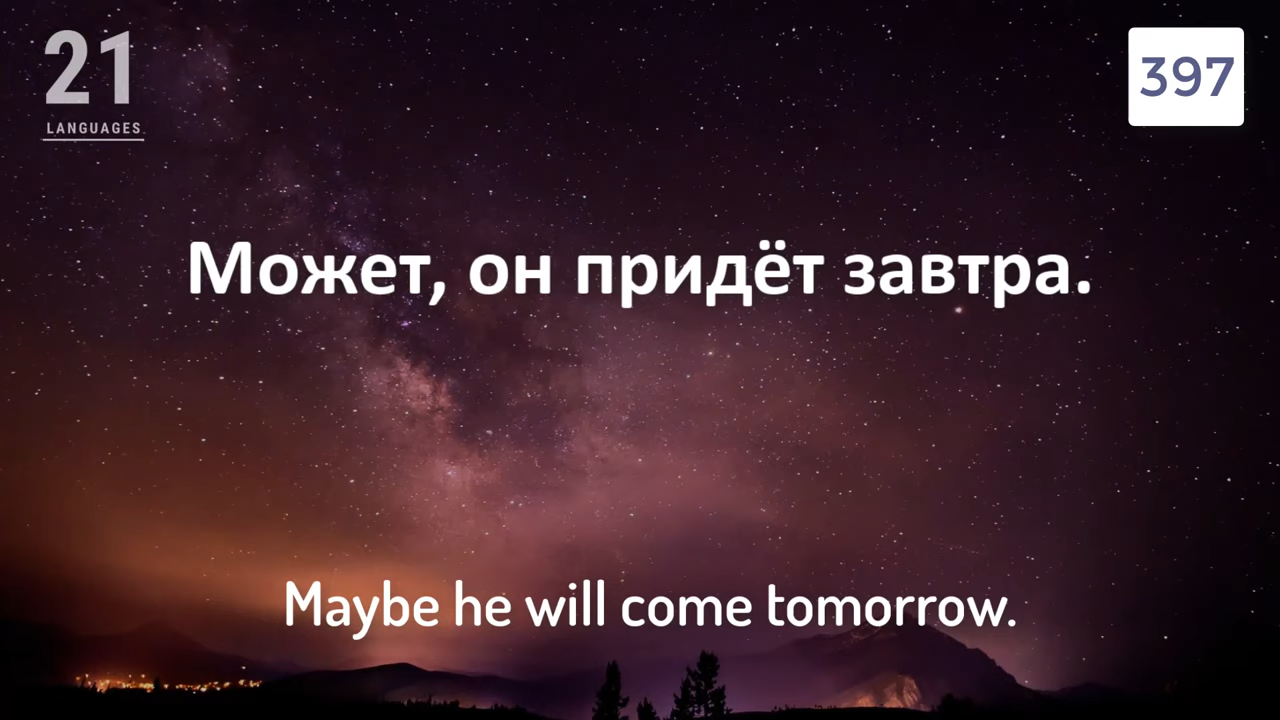 21
LANGUAGES
397
Может, он придёт завтра.
Maybe he will come tomorrow.